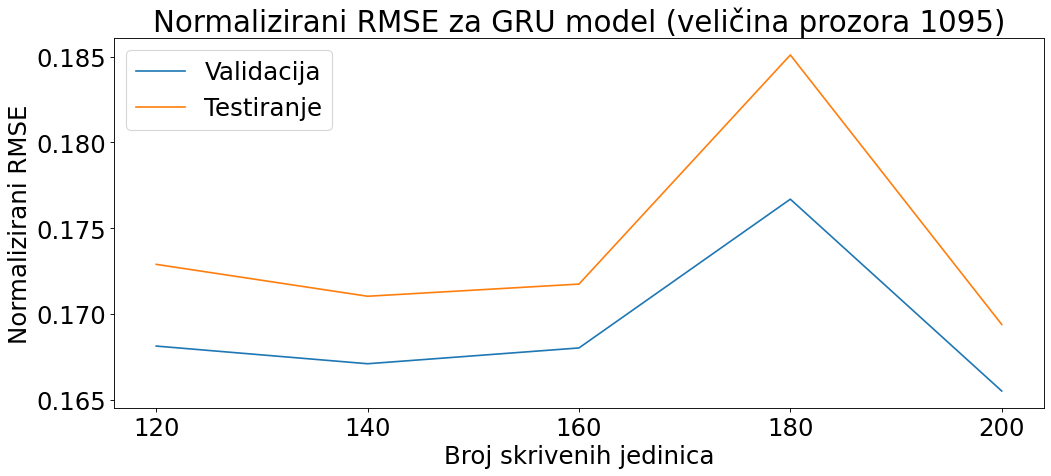 Normalizirani RMSE za GRU model (veličina prozora 1095)
Validacija
Testiranje
Normalizirani RMSE
0.185
0.180
0.175
0.170
0.165
120 140 160 180 200
Broj skrivenih jedinica